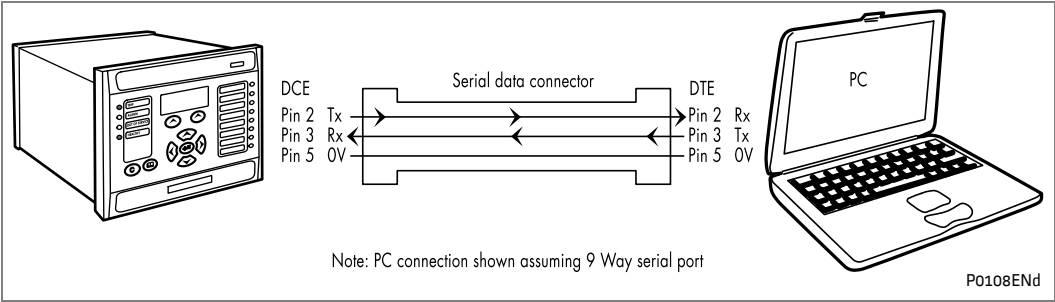 Serial data connector
DCE
DTE
PC
Pin 2 Tx
Pin 2 Rx
Pin 3 Rx
Pin 3 Tx
Pin 5 0V
Pin 5 0V
Note: PC connection shown assuming 9 Way serial port
P0108ENd